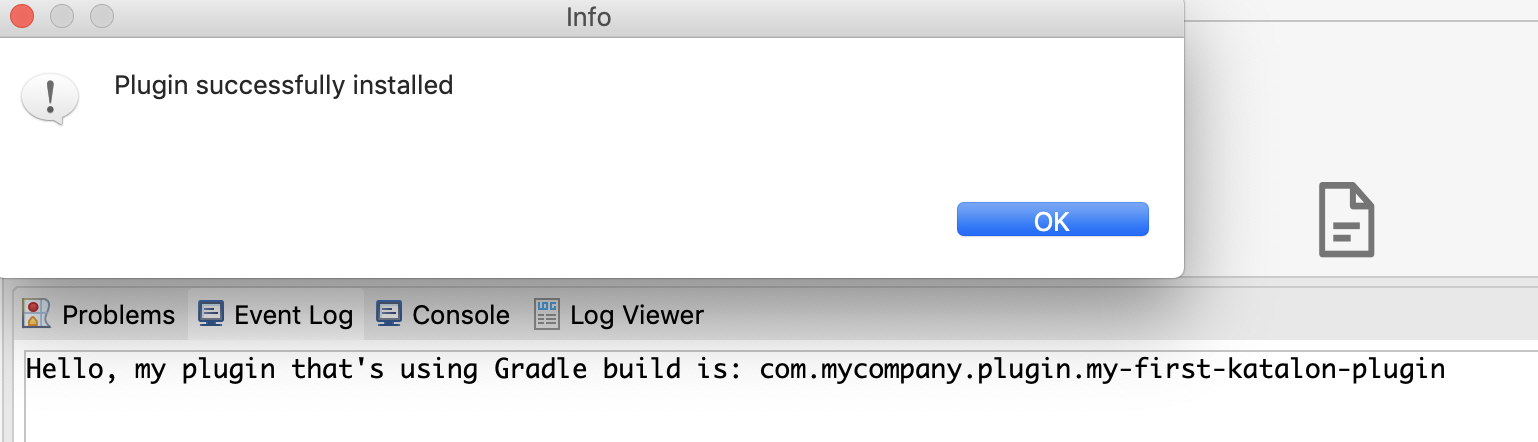 Info
Plugin successfully installed
OK
Problems Event Log Console Log Viewer
Hello, my plugin that's using Gradle build is: com.mycompany.plugin.my-first-katalon-plugin